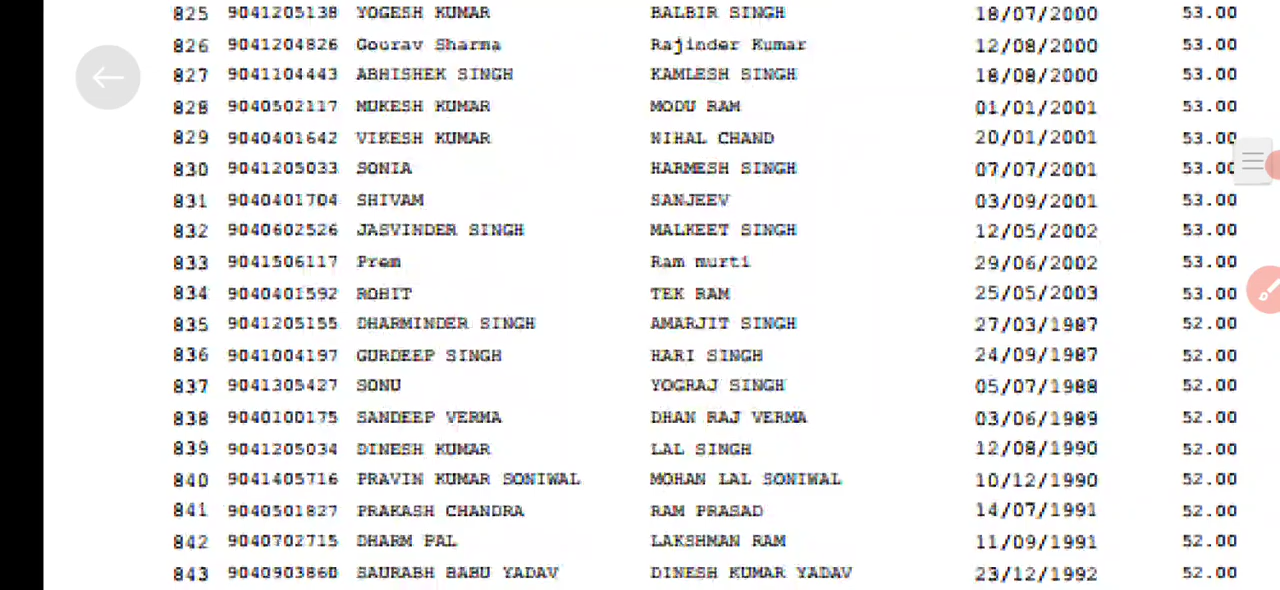 825 9041205138 YOGESH KUMAR BALBIR SINGH 18/07/2000 53.00
826 9041204826 Gourav Sharma Rajinder Kumar 12/08/2000 53.00
827 9041104443 ABHISHEK SINGH KAMLESH SINGH 18/08/2000 53.00
828 9040502117 MUKESH KUMAR MODU RAM 01/01/2001 53.00
829 9040401642 VIKESH KUMAR NIHAL CHAND 20/01/2001 53.00
830 9041205033 SONIA HARMESH SINGH 07/07/2001 53.00
831 9040401704 SHIVAM SANJEEV 03/09/2001 53.00
832 9040602526 JASVINDER SINGH MALKEET SINGH 12/05/2002 53.00
833 9041506117 Prem Ram murti 29/06/2002 53.00
834 9040401592 ROHIT TEK RAM 25/05/2003 53.00
835 9041205155 DHARMINDER SINGH AMARJIT SINGH 27/03/1987 52.00
836 9041004197 GURDEEP SINGH HARI SINGH 24/09/1987 52.00
837 9041305427 SONU YOGRAJ SINGH 05/07/1988 52.00
838 9040100175 SANDEEP VERMA DHAN RAJ VERMA 03/06/1989 52.00
839 9041205034 DINESH KUMAR LAL SINGH 12/08/1990 52.00
840 9041405716 PRAVIN KUMAR SONIWAL MOHAN LAL SONIWAL 10/12/1990 52.00
841 9040501827 PRAKASH CHANDRA RAM PRASAD 14/07/1991 52.00
842 9040702715 DHARM PAL LAKSHMAN RAM 11/09/1991 52.00
843 9040903860 SAURABH BABU YADAV DINESH KUMAR YADAV 23/12/1992 52.00